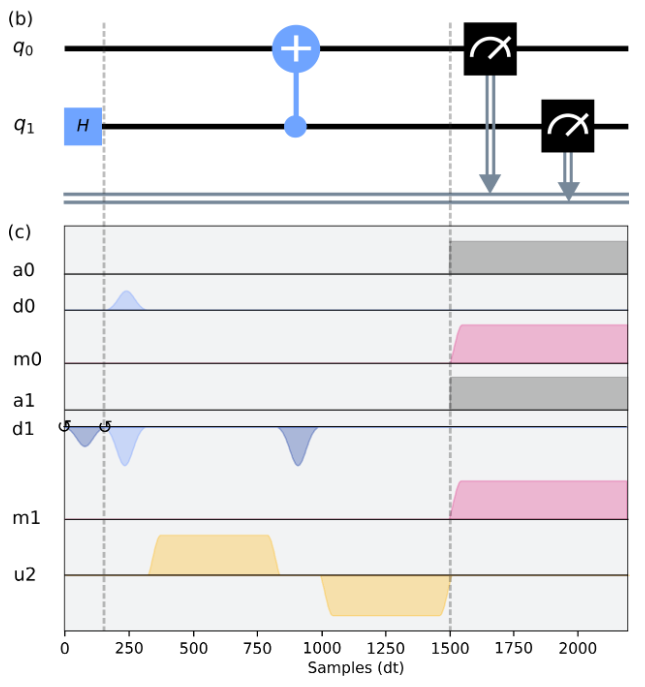 (b)
q₀
q₁
H
(c)
a0
d0
m0
a1
d1
↺ ↺
m1
u2
0 250 500 750 1000 1250 1500 1750 2000
Samples (dt)